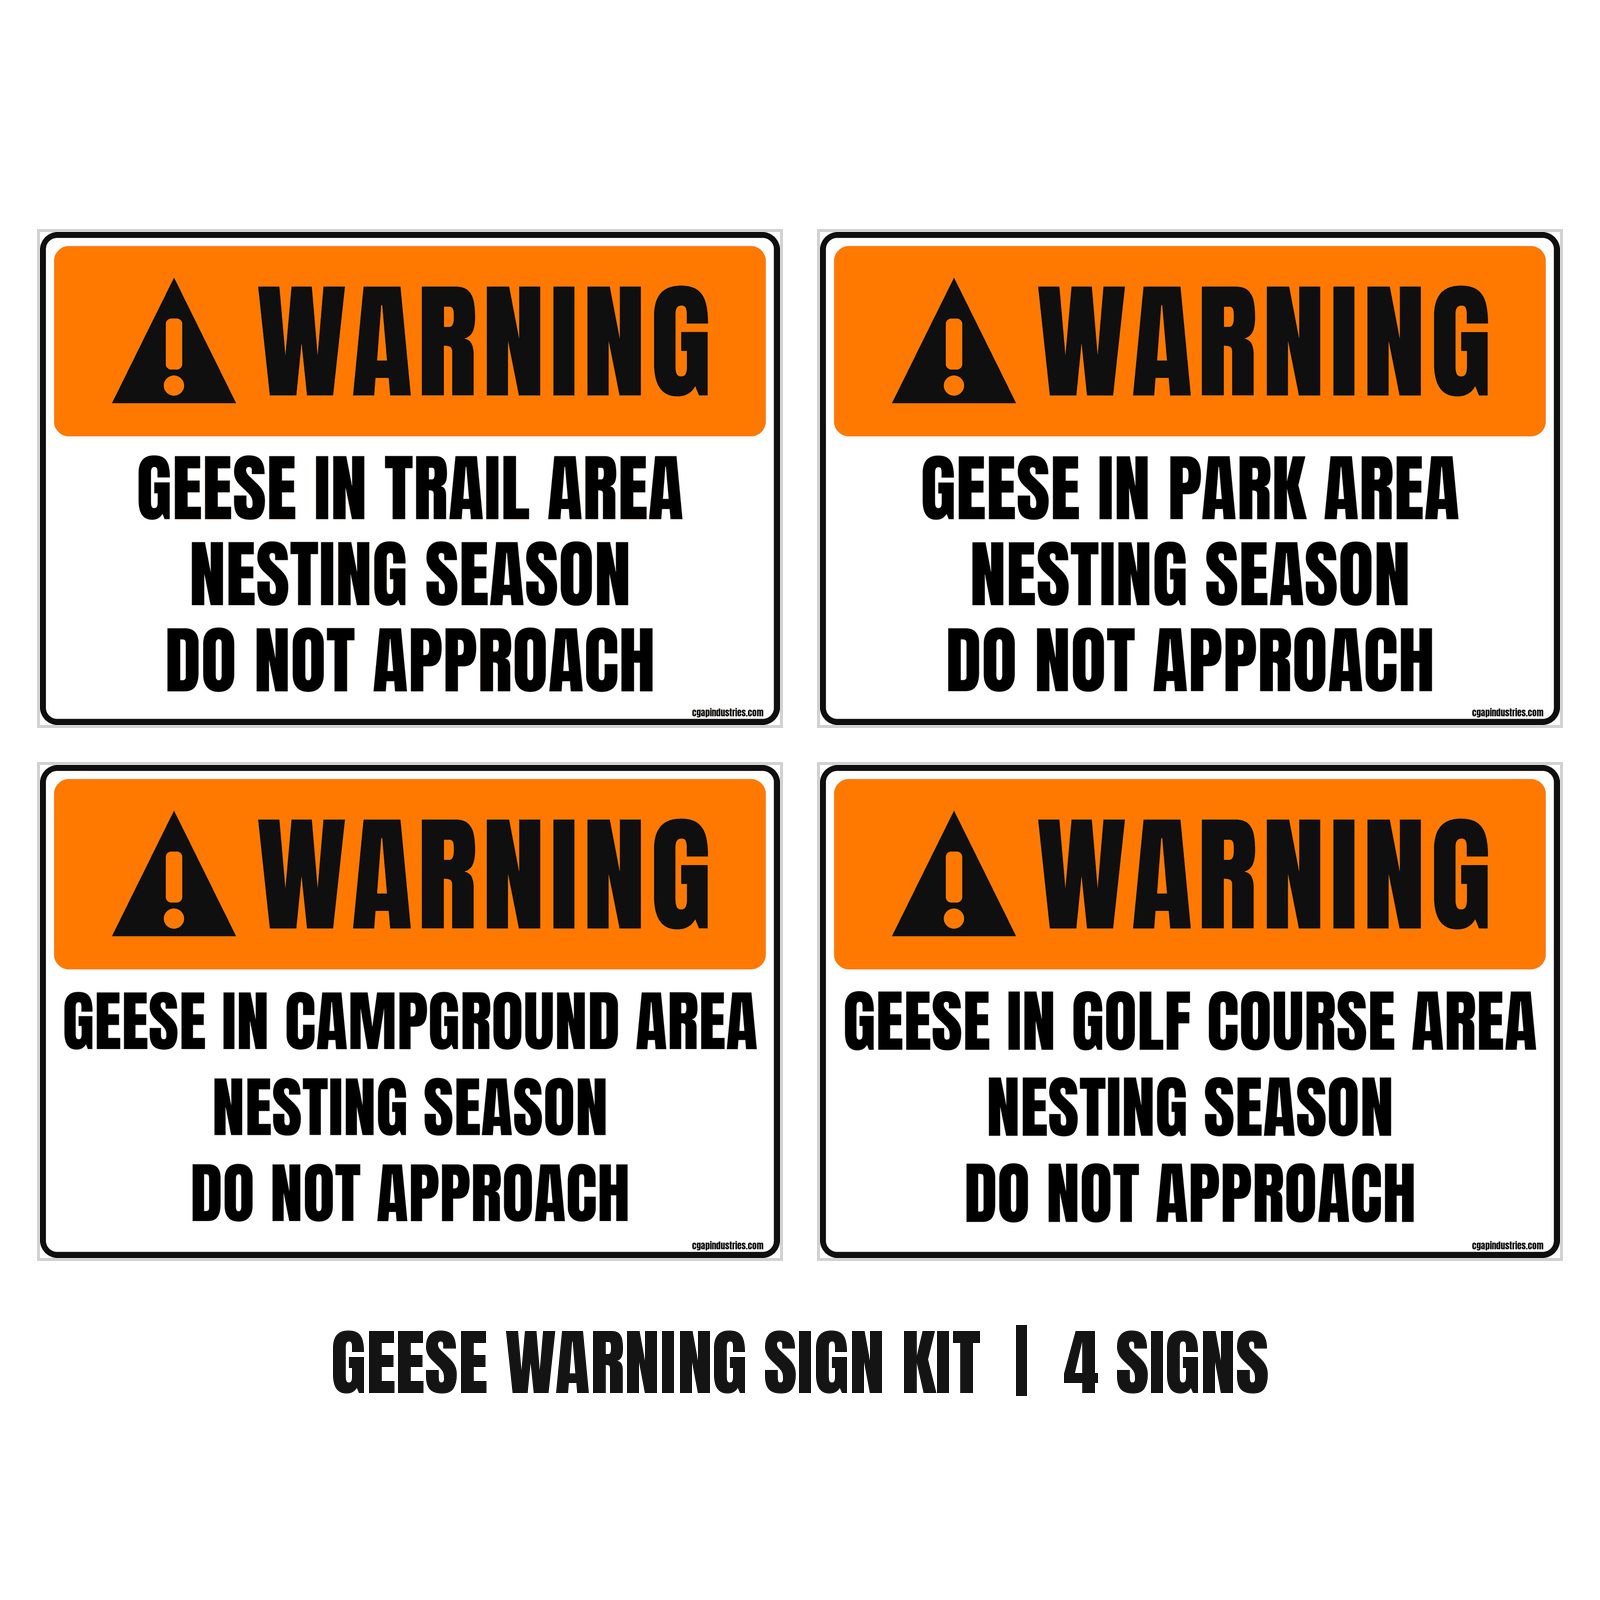 WARNING
GEESE IN TRAIL AREA
NESTING SEASON
DO NOT APPROACH
cgapindustries.com
WARNING
GEESE IN PARK AREA
NESTING SEASON
DO NOT APPROACH
cgapindustries.com
WARNING
GEESE IN CAMPGROUND AREA
NESTING SEASON
DO NOT APPROACH
cgapindustries.com
WARNING
GEESE IN GOLF COURSE AREA
NESTING SEASON
DO NOT APPROACH
cgapindustries.com
GEESE WARNING SIGN KIT | 4 SIGNS